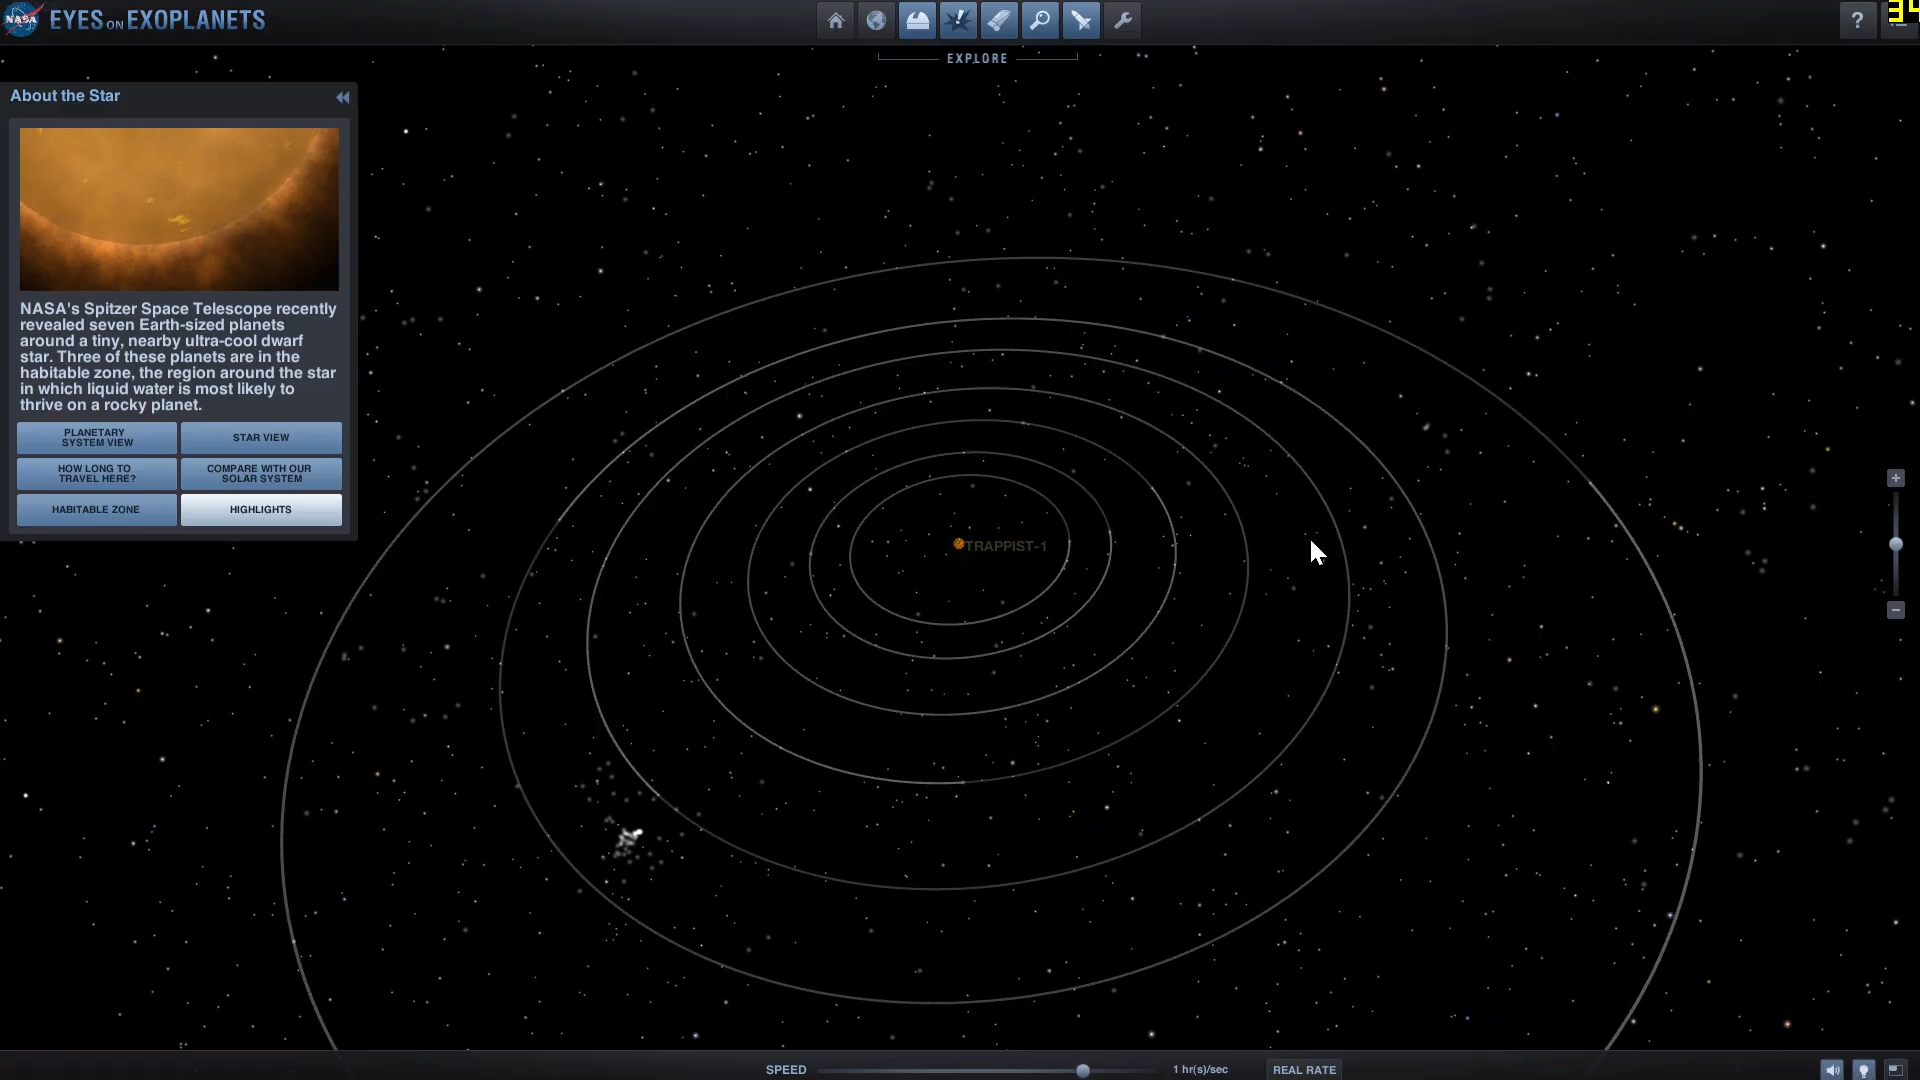 NASA
EYES ON EXOPLANETS
?
EXPLORE
About the Star
NASA's Spitzer Space Telescope recently
revealed seven Earth-sized planets
around a tiny, nearby ultra-cool dwarf
star. Three of these planets are in the
habitable zone, the region around the star
in which liquid water is most likely to
thrive on a rocky planet.
PLANETARY
SYSTEM VIEW
STAR VIEW
HOW LONG TO
TRAVEL HERE?
COMPARE WITH OUR
SOLAR SYSTEM
HABITABLE ZONE
HIGHLIGHTS
TRAPPIST-1
SPEED
1 hr(s)/sec
REAL RATE